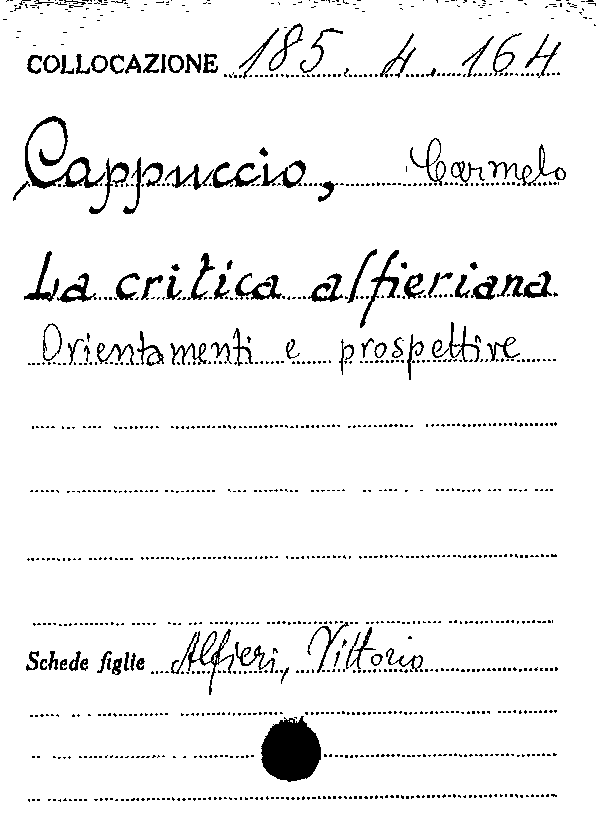 COLLOCAZIONE 185. 4. 164
Cappuccio, Carmelo
La critica alfieriana
Orientamenti e prospettive
Schede figlie Alfieri, Vittorio